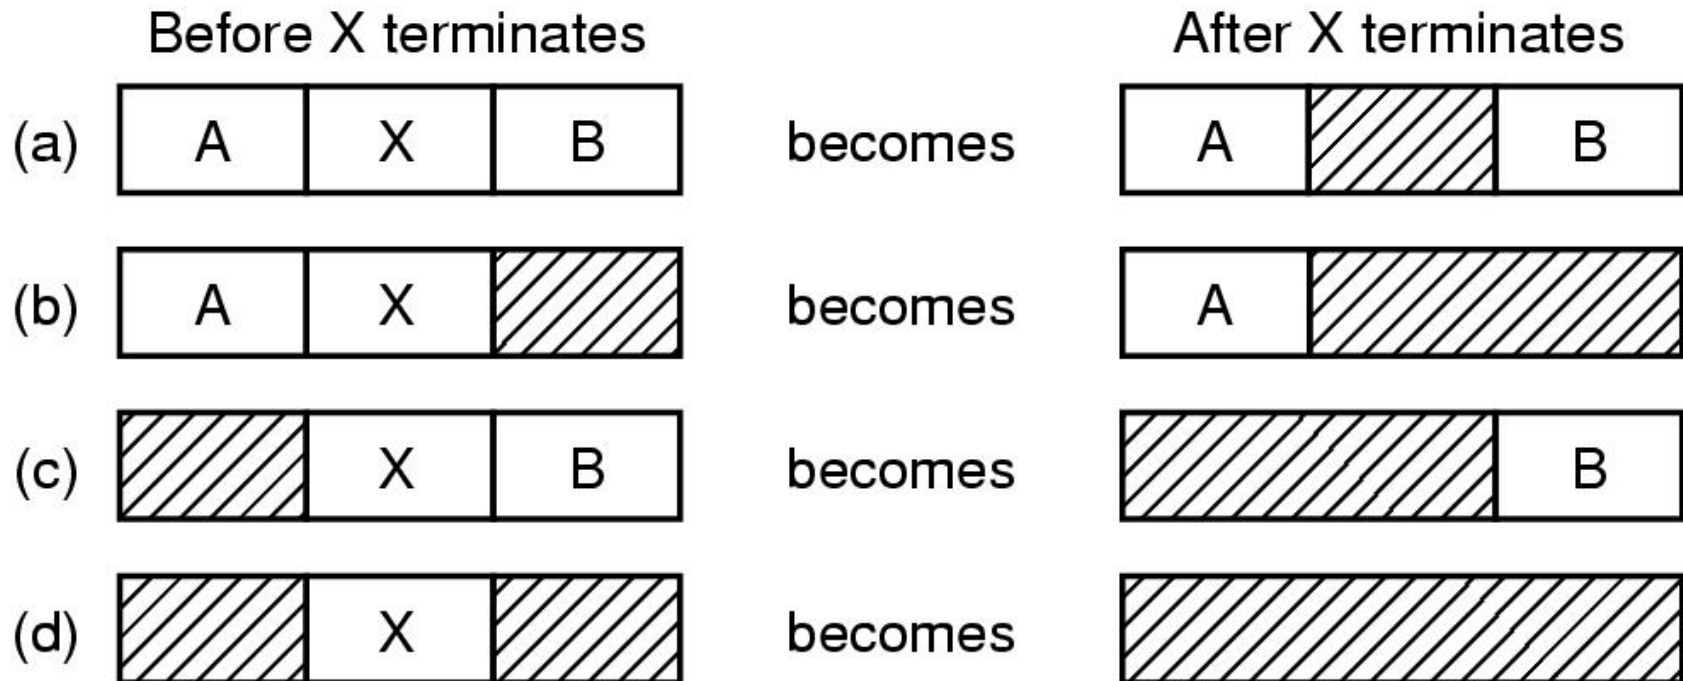 Before X terminates After X terminates
(a) A X B becomes A B
(b) A X becomes A
(c) X B becomes B
(d) X becomes